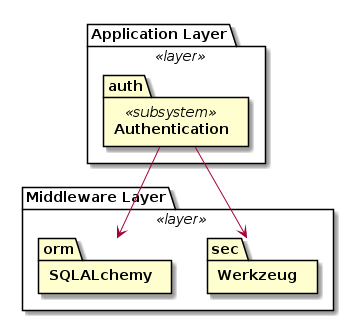 Application Layer
«layer»
auth
«subsystem»
Authentication
Middleware Layer
«layer»
orm
SQLALchemy
sec
Werkzeug